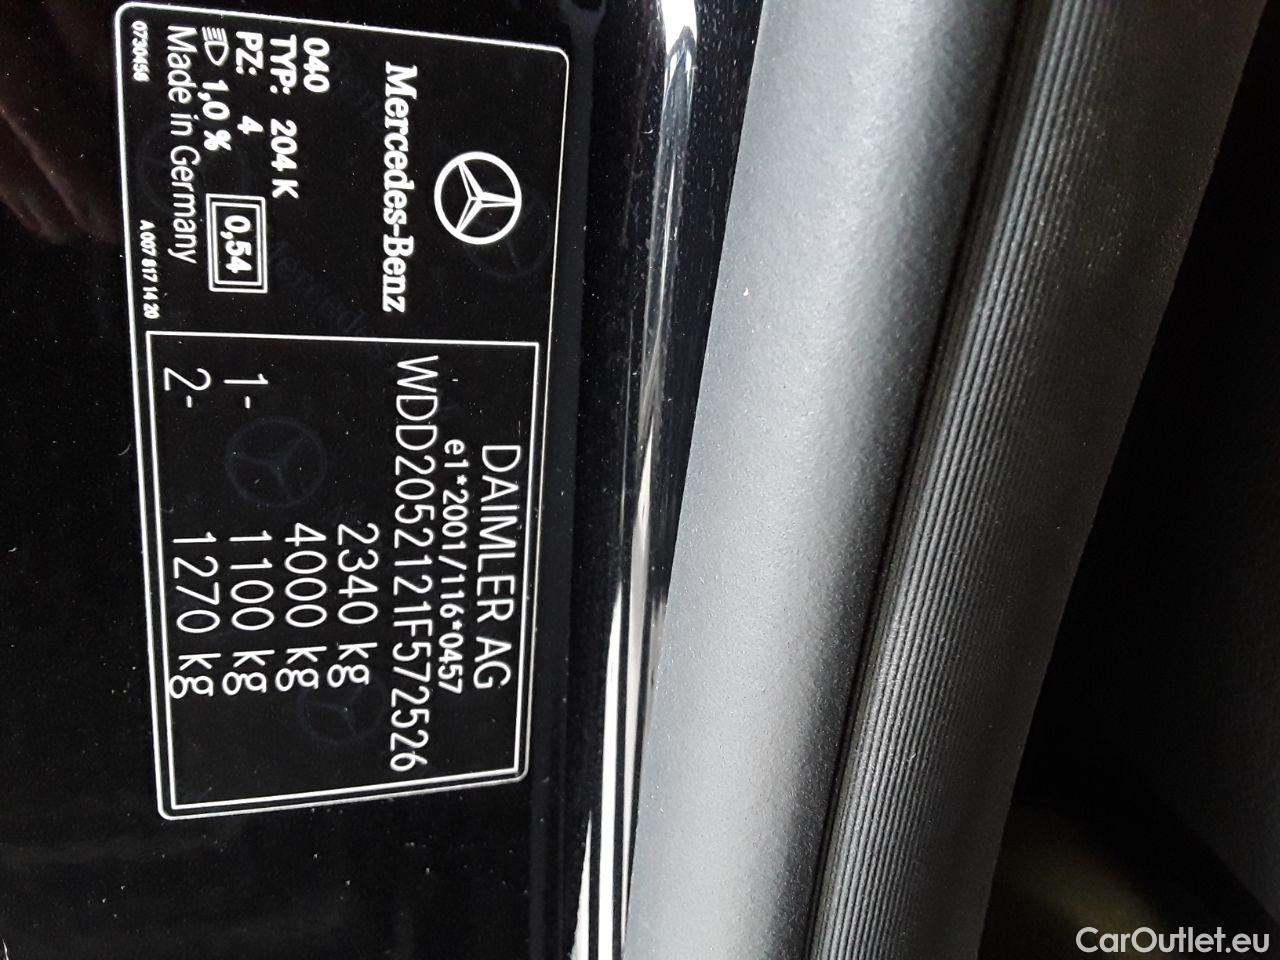 Mercedes-Benz
040
TYP: 204 K
PZ: 4
1,0 % 0,54
Made in Germany
0730456
A 007 817 14 20
DAIMLER AG
e1*2001/116*0457
WDD2052121F572526
2340 kg
4000 kg
1- 1100 kg
2- 1270 kg
CarOutlet.eu